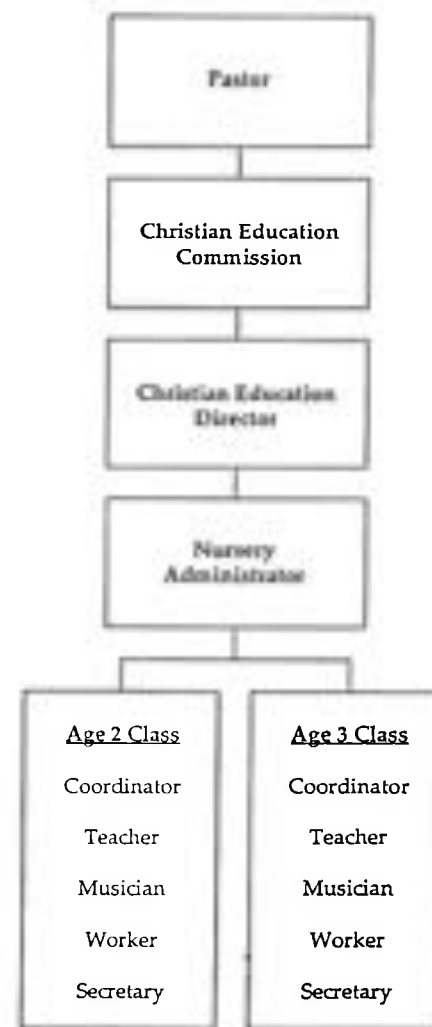 Pastor
Christian Education
Commission
Christian Education
Director
Nursery
Administrator
Age 2 Class
Coordinator
Teacher
Musician
Worker
Secretary
Age 3 Class
Coordinator
Teacher
Musician
Worker
Secretary